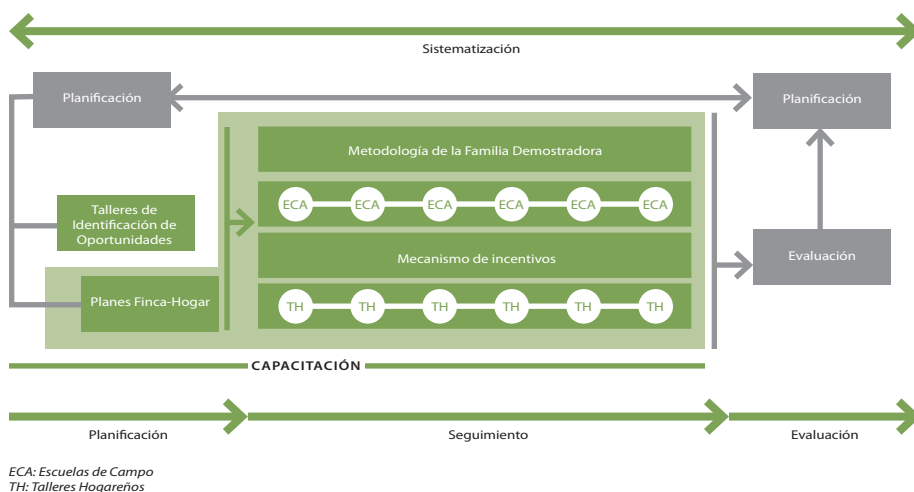 Sistematización
Planificación
Planificación
Metodología de la Familia Demostradora
ECA ECA ECA ECA ECA ECA
Talleres de
Identificación de
Oportunidades
Mecanismo de incentivos
Evaluación
Planes Finca-Hogar
TH TH TH TH TH TH
CAPACITACIÓN
Planificación
Seguimiento
Evaluación
ECA: Escuelas de Campo
TH: Talleres Hogareños